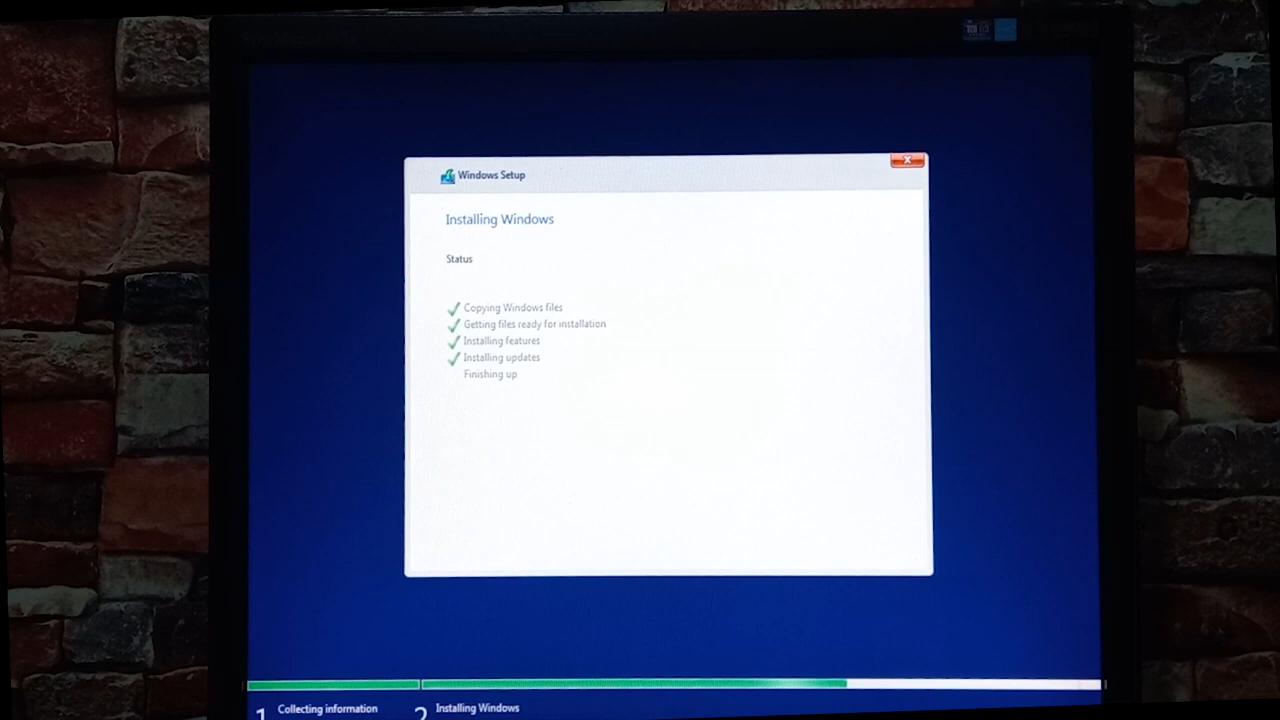 Windows Setup
Installing Windows
Status
Copying Windows files
Getting files ready for installation
Installing features
Installing updates
Finishing up
1 Collecting information
2 Installing Windows